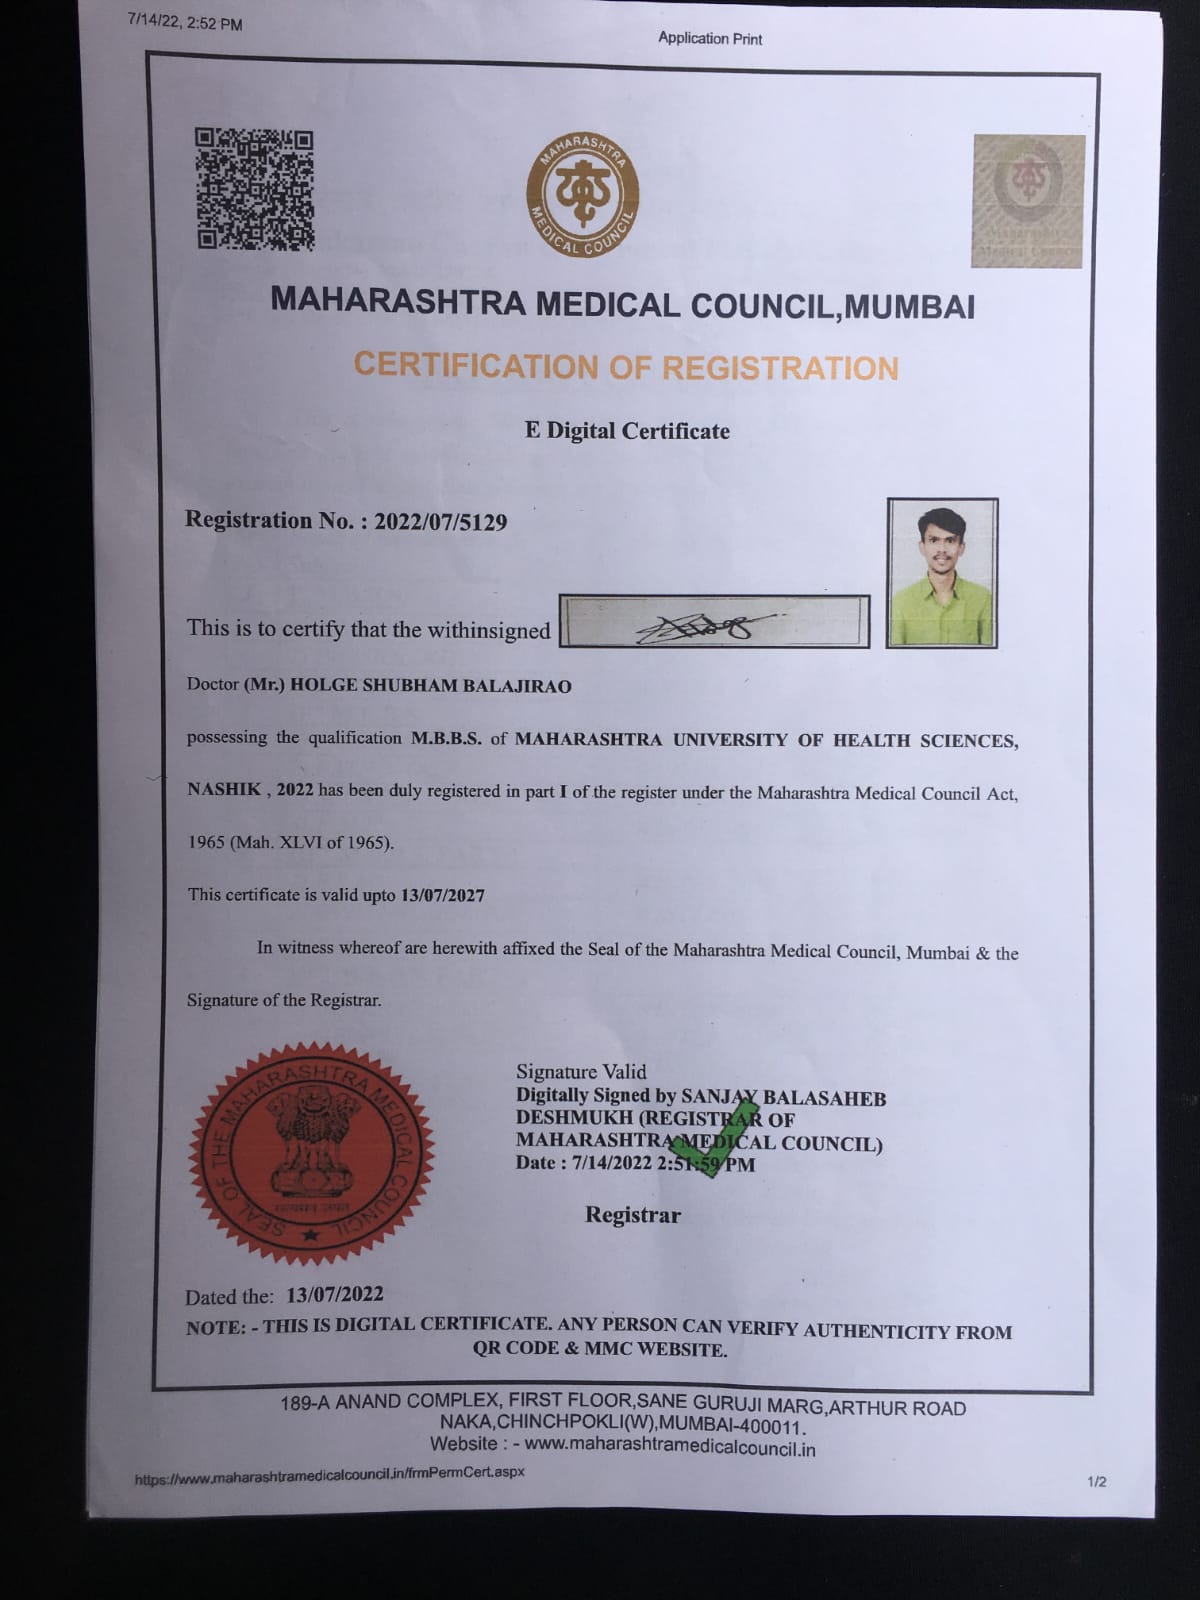 7/14/22, 2:52 PM
Application Print
MAHARASHTRA
MEDICAL COUNCIL
Medical Council
MAHARASHTRA MEDICAL COUNCIL,MUMBAI
CERTIFICATION OF REGISTRATION
E Digital Certificate
Registration No. : 2022/07/5129
This is to certify that the withinsigned
Doctor (Mr.) HOLGE SHUBHAM BALAJIRAO
possessing the qualification M.B.B.S. of MAHARASHTRA UNIVERSITY OF HEALTH SCIENCES,
NASHIK , 2022 has been duly registered in part I of the register under the Maharashtra Medical Council Act,
1965 (Mah. XLVI of 1965).
This certificate is valid upto 13/07/2027
In witness whereof are herewith affixed the Seal of the Maharashtra Medical Council, Mumbai & the
Signature of the Registrar.
SEAL OF THE MAHARASHTRA MEDICAL COUNCIL
Signature Valid
Digitally Signed by SANJAY BALASAHEB
DESHMUKH (REGISTRAR OF
MAHARASHTRA MEDICAL COUNCIL)
Date : 7/14/2022 2:51:59 PM
Registrar
Dated the: 13/07/2022
NOTE: - THIS IS DIGITAL CERTIFICATE. ANY PERSON CAN VERIFY AUTHENTICITY FROM
QR CODE & MMC WEBSITE.
189-A ANAND COMPLEX, FIRST FLOOR,SANE GURUJI MARG,ARTHUR ROAD
NAKA,CHINCHPOKLI(W),MUMBAI-400011.
Website : - www.maharashtramedicalcouncil.in
https://www.maharashtramedicalcouncil.in/frmPermCert.aspx
1/2